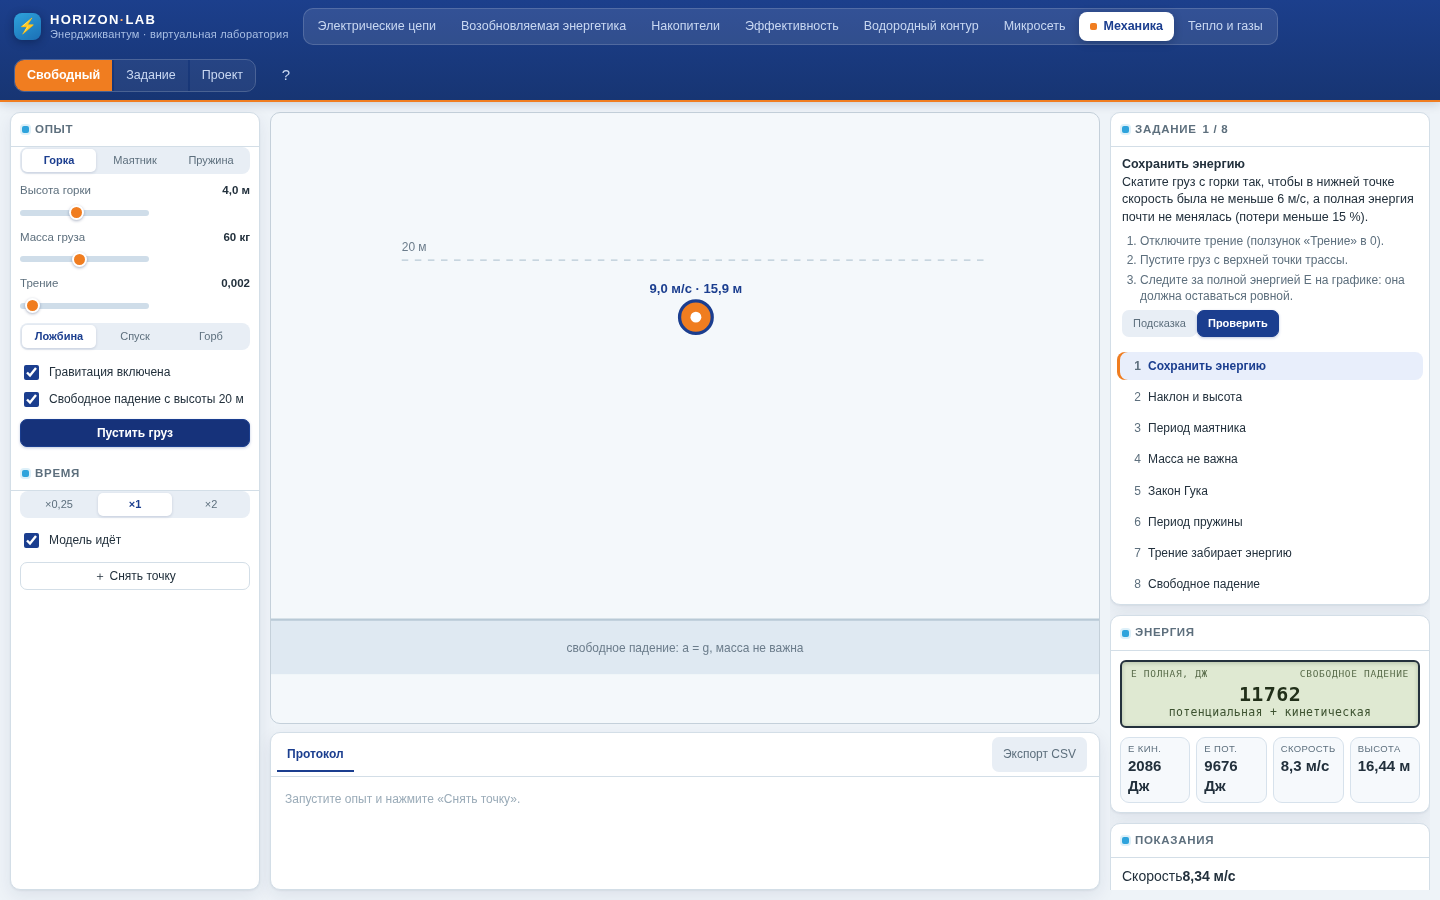 HORIZON·LAB
Энерджиквантум · виртуальная лаборатория
Электрические цепи
Возобновляемая энергетика
Накопители
Эффективность
Водородный контур
Микросеть
Механика
Тепло и газы
Свободный
Задание
Проект
?
ОПЫТ
Горка
Маятник
Пружина
Высота горки
4,0 м
Масса груза
60 кг
Трение
0,002
Ложбина
Спуск
Горб
Гравитация включена
Свободное падение с высоты 20 м
Пустить груз
ВРЕМЯ
×0,25
×1
×2
Модель идёт
+ Снять точку
20 м
9,0 м/с · 15,9 м
свободное падение: a = g, масса не важна
Протокол
Экспорт CSV
Запустите опыт и нажмите «Снять точку».
ЗАДАНИЕ 1 / 8
Сохранить энергию
Скатите груз с горки так, чтобы в нижней точке
скорость была не меньше 6 м/с, а полная энергия
почти не менялась (потери меньше 15 %).
1. Отключите трение (ползунок «Трение» в 0).
2. Пустите груз с верхней точки трассы.
3. Следите за полной энергией E на графике: она
должна оставаться ровной.
Подсказка
Проверить
1 Сохранить энергию
2 Наклон и высота
3 Период маятника
4 Масса не важна
5 Закон Гука
6 Период пружины
7 Трение забирает энергию
8 Свободное падение
ЭНЕРГИЯ
E ПОЛНАЯ, ДЖ
СВОБОДНОЕ ПАДЕНИЕ
11762
потенциальная + кинетическая
E КИН.
2086
Дж
E ПОТ.
9676
Дж
СКОРОСТЬ
8,3 м/с
ВЫСОТА
16,44 м
ПОКАЗАНИЯ
Скорость8,34 м/с